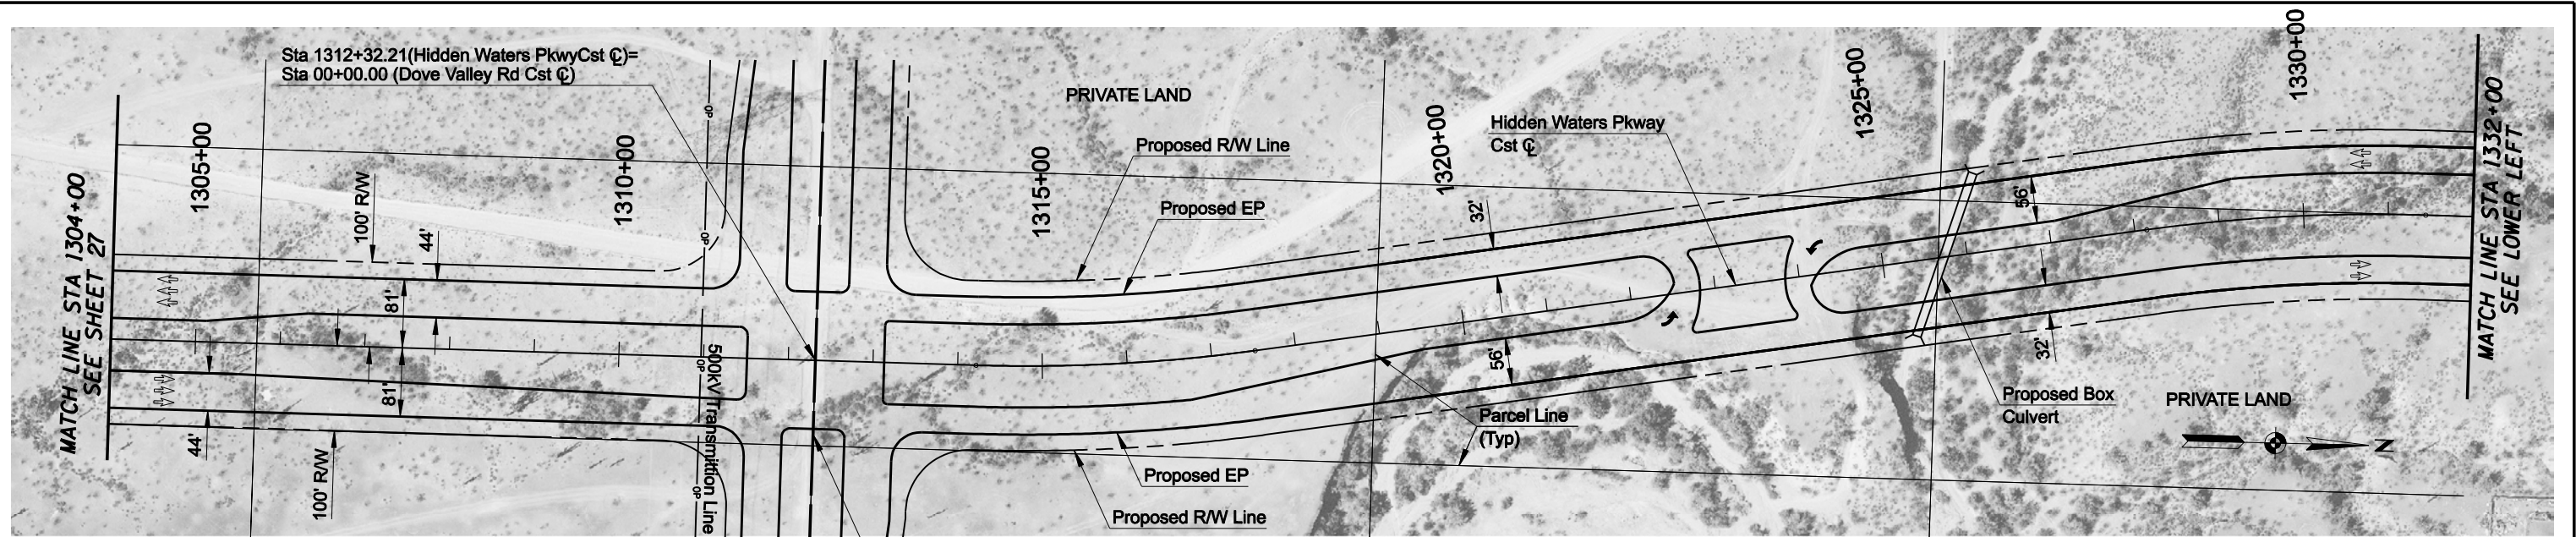 Sta 1312+32.21(Hidden Waters PkwyCst ℄)=
Sta 00+00.00 (Dove Valley Rd Cst ℄)
MATCH LINE STA 1304+00
SEE SHEET 27
1305+00
100' R/W
44'
81'
81'
44'
100' R/W
1310+00
OP
OP
OP
OP
500kV Transmittion Line
1315+00
PRIVATE LAND
Proposed R/W Line
Proposed EP
Proposed EP
Proposed R/W Line
1320+00
32'
56'
Hidden Waters Pkway
Cst ℄
Parcel Line
(Typ)
1325+00
56'
32'
Proposed Box
Culvert
PRIVATE LAND
N
1330+00
MATCH LINE STA 1332+00
SEE LOWER LEFT